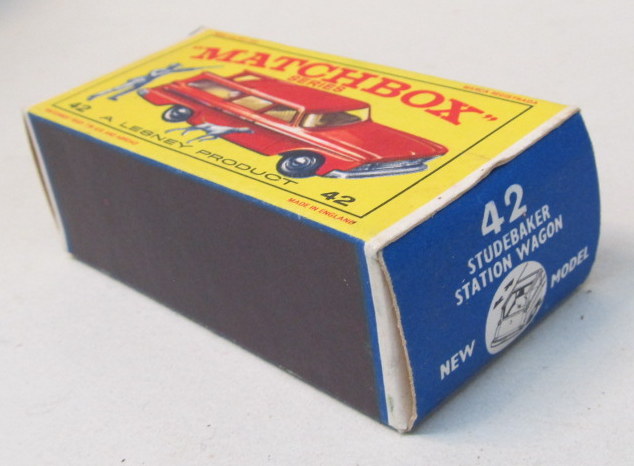 "MATCHBOX"
SERIES
42
A LESNEY PRODUCT
42
MADE IN ENGLAND
42
STUDEBAKER
STATION WAGON
NEW MODEL